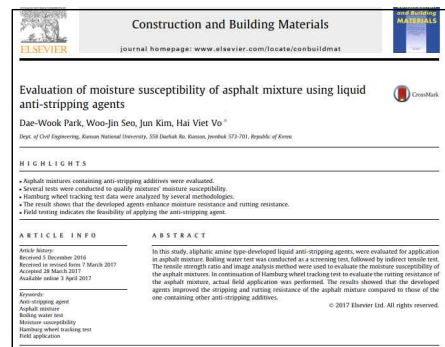 Construction and Building Materials
ELSEVIER
journal homepage: www.elsevier.com/locate/conbuildmat
and Building
MATERIALS
Evaluation of moisture susceptibility of asphalt mixture using liquid
anti-stripping agents
CrossMark
Dae-Wook Park, Woo-Jin Seo, Jun Kim, Hai Viet Vo *
Dept. of Civil Engineering, Kunsan National University, 558 Daehak Ro, Kunsan, Jeonbuk 573-701, Republic of Korea
HIGHLIGHTS
• Asphalt mixtures containing anti-stripping additives were evaluated.
• Several tests were conducted to qualify mixtures' moisture susceptibility.
• Hamburg wheel tracking test data were analyzed by several methodologies.
• The result shows that the developed agents enhance moisture resistance and rutting resistance.
• Field testing indicates the feasibility of applying the anti-stripping agent.
ARTICLE INFO
Article history:
Received 5 December 2016
Received in revised form 7 March 2017
Accepted 28 March 2017
Available online 3 April 2017
Keywords:
Anti-stripping agent
Asphalt mixture
Boiling water test
Moisture susceptibility
Hamburg wheel tracking test
Field application
ABSTRACT
In this study, aliphatic amine type-developed liquid anti-stripping agents, were evaluated for application
in asphalt mixture. Boiling water test was conducted as a screening test, followed by indirect tensile test.
The tensile strength ratio and image analysis method were used to evaluate the moisture susceptibility of
the asphalt mixtures. In continuation of Hamburg wheel tracking test to evaluate the rutting resistance of
the asphalt mixture, actual field application was performed. The results showed that the developed
agents improved the stripping and rutting resistance of the asphalt mixture compared to those of the
one containing other anti-stripping additives.
© 2017 Elsevier Ltd. All rights reserved.